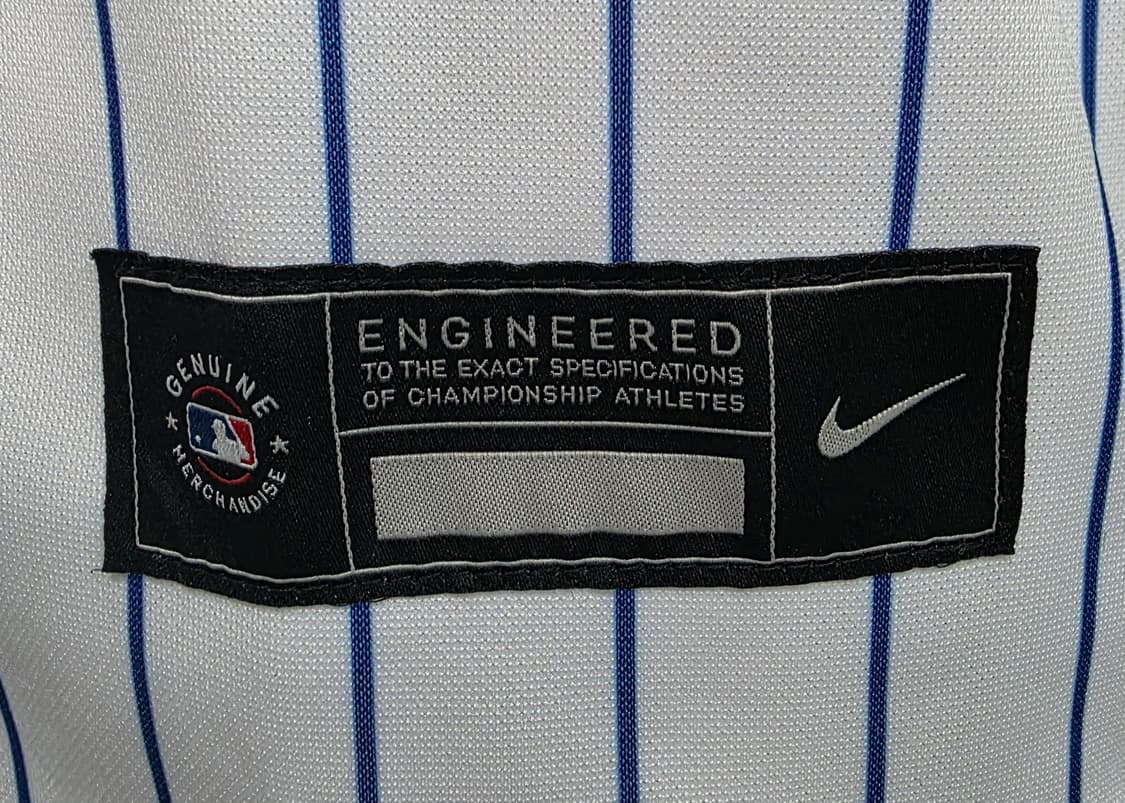 GENUINE
MERCHANDISE
ENGINEERED
TO THE EXACT SPECIFICATIONS
OF CHAMPIONSHIP ATHLETES